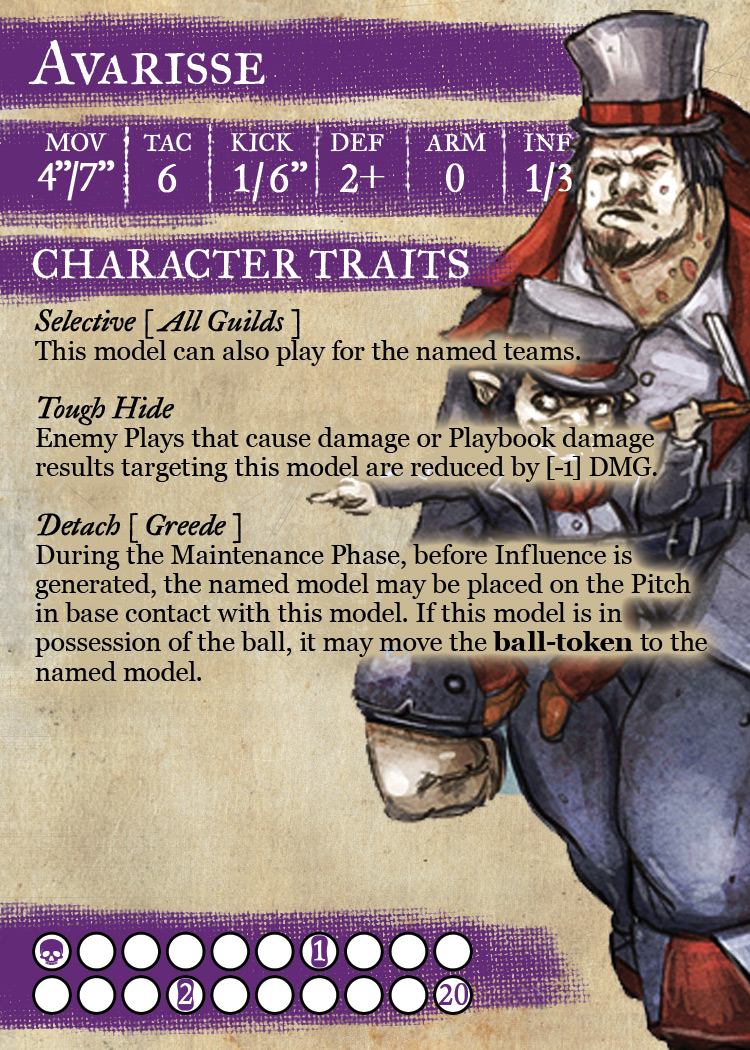 AVARISSE
MOV TAC KICK DEF ARM INF
4”/7” 6 1/6” 2+ 0 1/3
CHARACTER TRAITS
Selective [ All Guilds ]
This model can also play for the named teams.
Tough Hide
Enemy Plays that cause damage or Playbook damage
results targeting this model are reduced by [-1] DMG.
Detach [ Greede ]
During the Maintenance Phase, before Influence is
generated, the named model may be placed on the Pitch
in base contact with this model. If this model is in
possession of the ball, it may move the ball-token to the
named model.
1
2 20